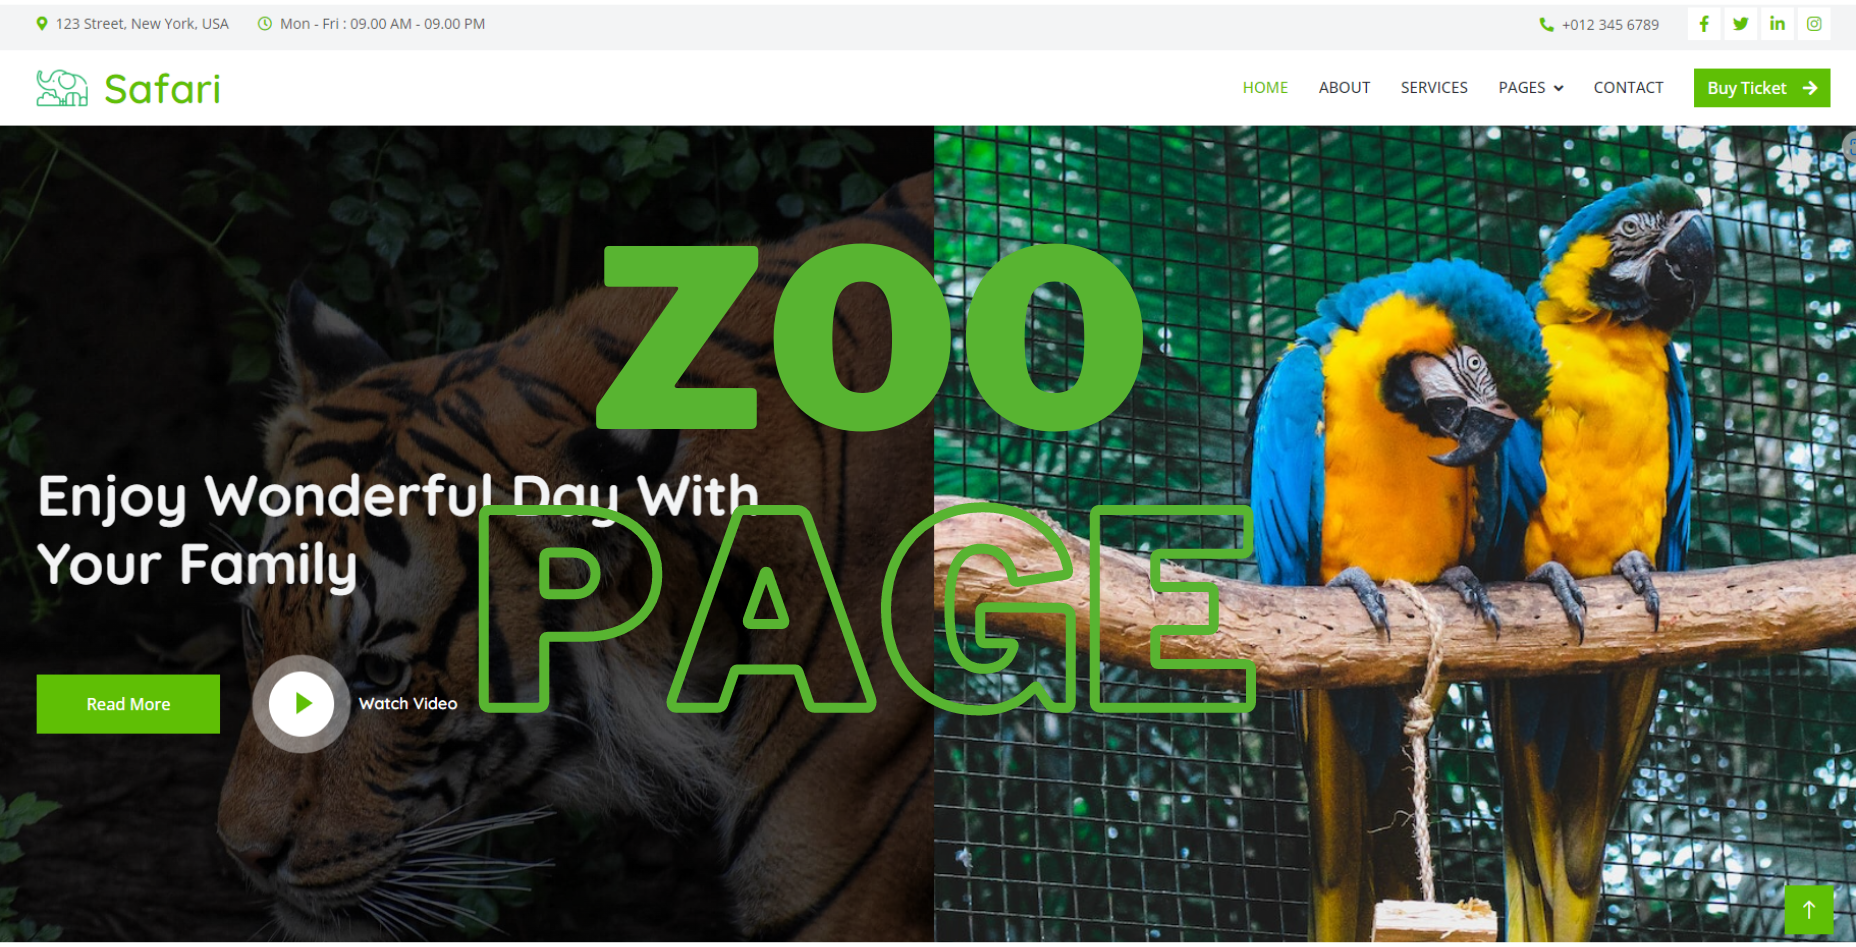 123 Street, New York, USA
Mon - Fri : 09.00 AM - 09.00 PM
+012 345 6789
Safari
HOME
ABOUT
SERVICES
PAGES
CONTACT
Buy Ticket
ZOO
Enjoy Wonderful Day With
Your Family
PAGE
Read More
Watch Video